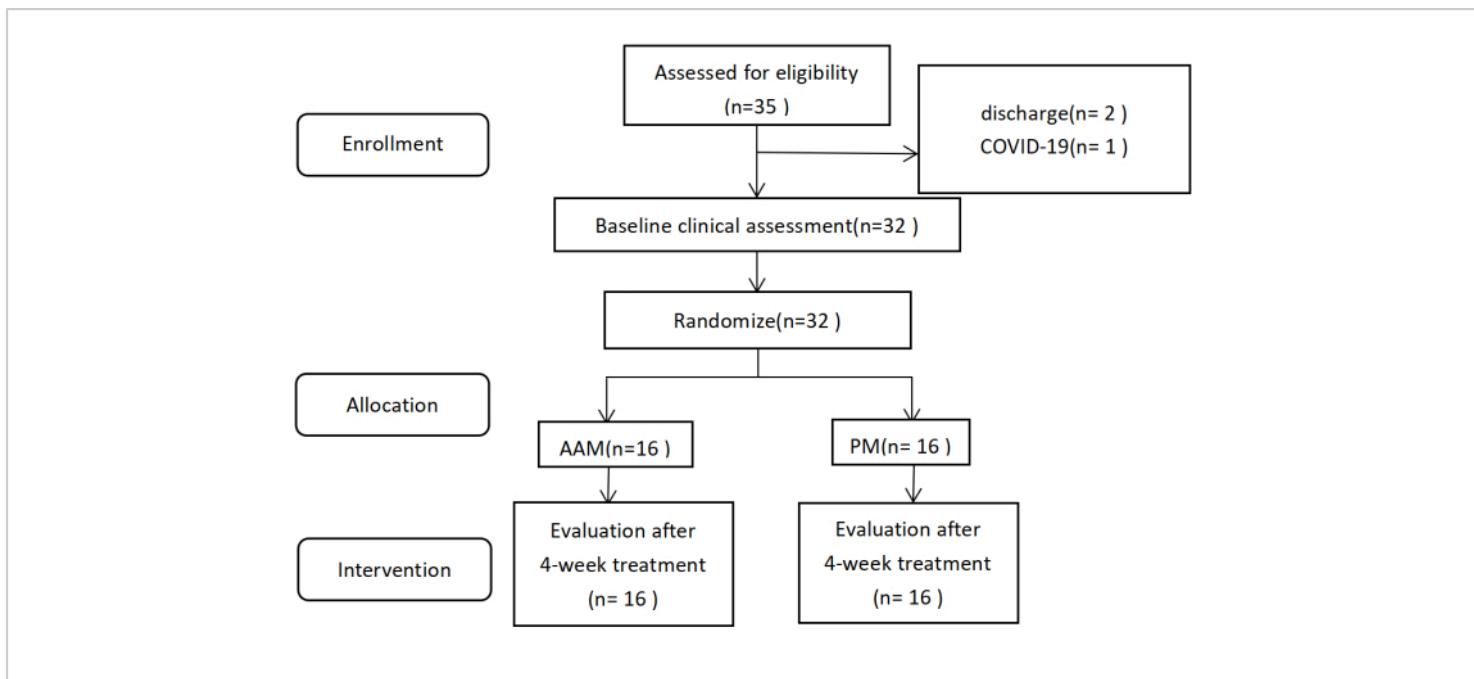 Assessed for eligibility
(n=35 )
Enrollment
discharge(n= 2 )
COVID-19(n= 1 )
Baseline clinical assessment(n=32 )
Randomize(n=32 )
Allocation
AAM(n=16 )
PM(n= 16 )
Intervention
Evaluation after
4-week treatment
(n= 16 )
Evaluation after
4-week treatment
(n= 16 )